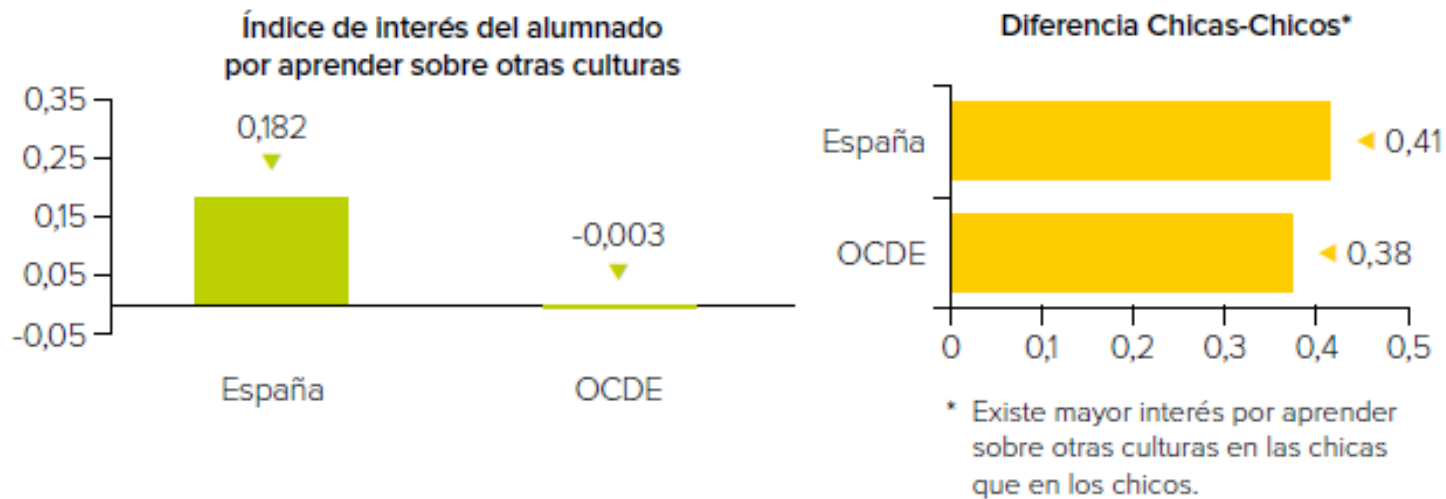 Índice de interés del alumnado
por aprender sobre otras culturas
0,35
0,25
0,15
0,05
-0,05
0,182
-0,003
España
OCDE
Diferencia Chicas-Chicos*
España
0,41
OCDE
0,38
0
0,1
0,2
0,3
0,4
0,5
* Existe mayor interés por aprender
sobre otras culturas en las chicas
que en los chicos.